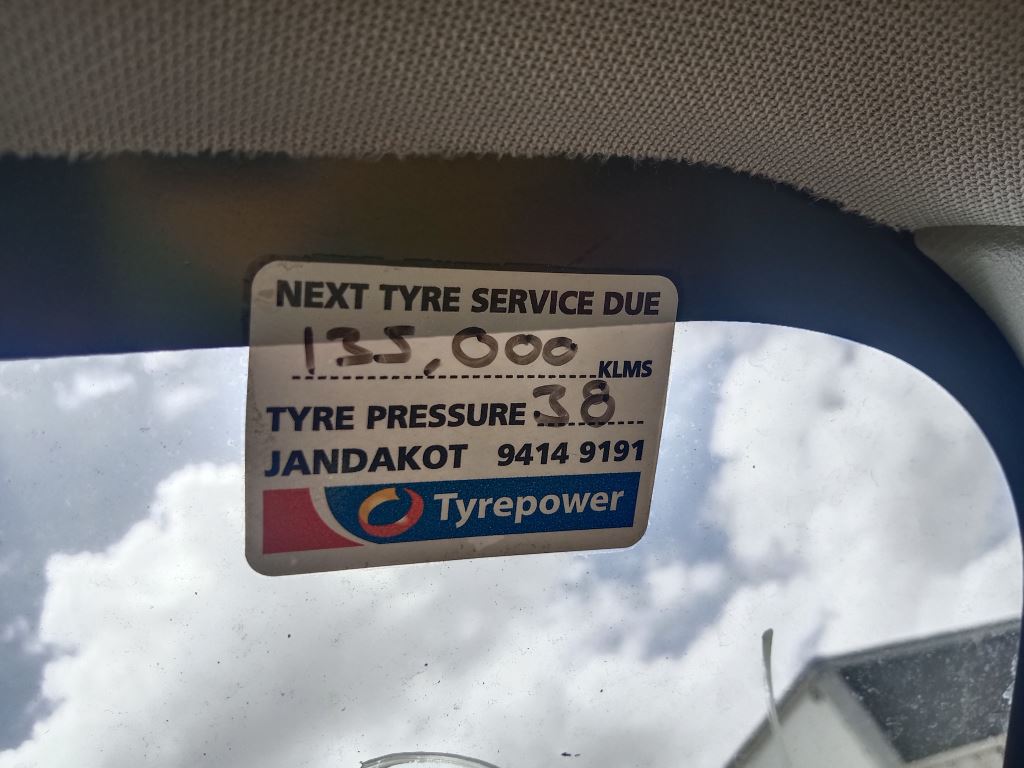 NEXT TYRE SERVICE DUE
135,000 KLMS
TYRE PRESSURE 38
JANDAKOT 9414 9191
Tyrepower